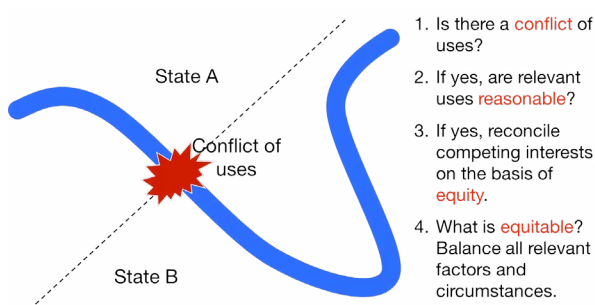 State A
Conflict of
uses
State B
1. Is there a conflict of
uses?
2. If yes, are relevant
uses reasonable?
3. If yes, reconcile
competing interests
on the basis of
equity.
4. What is equitable?
Balance all relevant
factors and
circumstances.